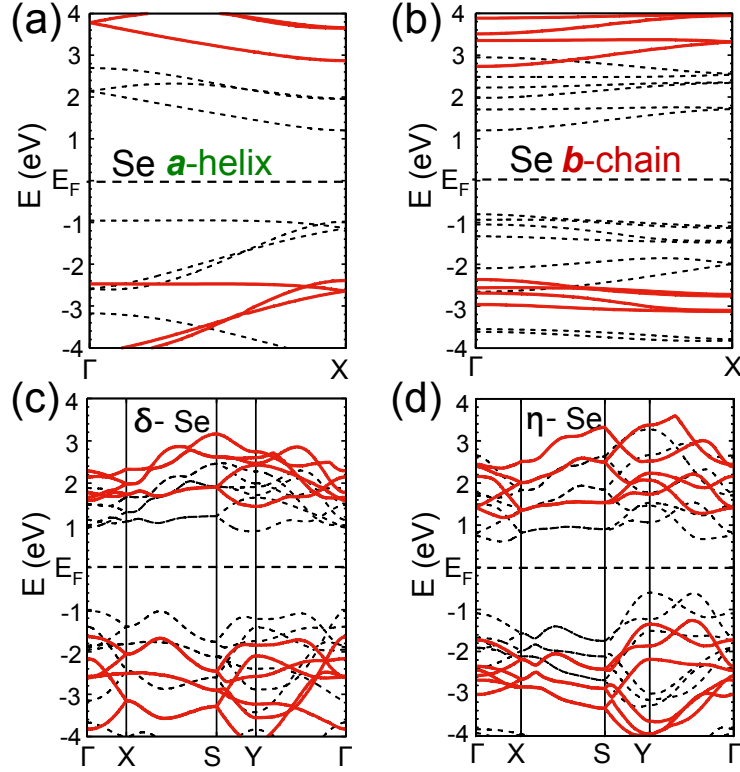 (a)
4
3
2
1
E_F
-1
-2
-3
-4
E (eV)
Se a-helix
Γ X
(b)
4
3
2
1
E_F
-1
-2
-3
-4
E (eV)
Se b-chain
Γ X
(c)
4
3
2
1
E_F
-1
-2
-3
-4
E (eV)
δ- Se
Γ X S Y Γ
(d)
4
3
2
1
E_F
-1
-2
-3
-4
E (eV)
η- Se
Γ X S Y Γ